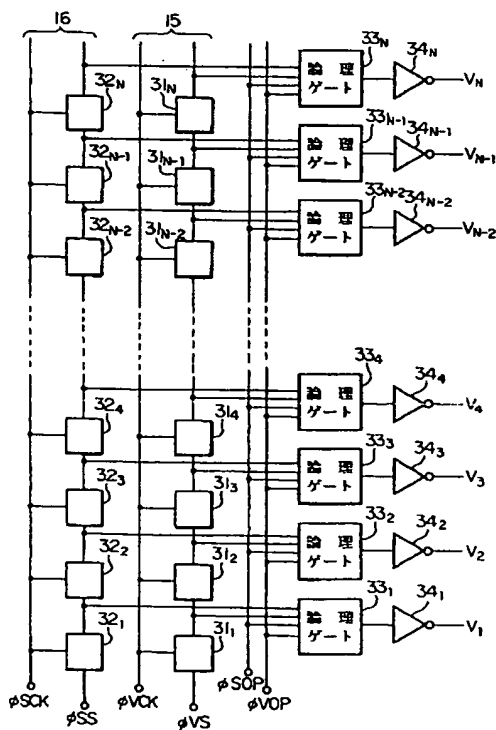 16 15
32N 31N 33N 34N
論理
ゲート
VN
32N-1 31N-1 33N-1 34N-1
論理
ゲート
VN-1
32N-2 31N-2 33N-2 34N-2
論理
ゲート
VN-2
324 314 334 344
論理
ゲート
V4
323 313 333 343
論理
ゲート
V3
322 312 332 342
論理
ゲート
V2
321 311 331 341
論理
ゲート
V1
φSCK φSS φVCK φVS φSOP φVOP